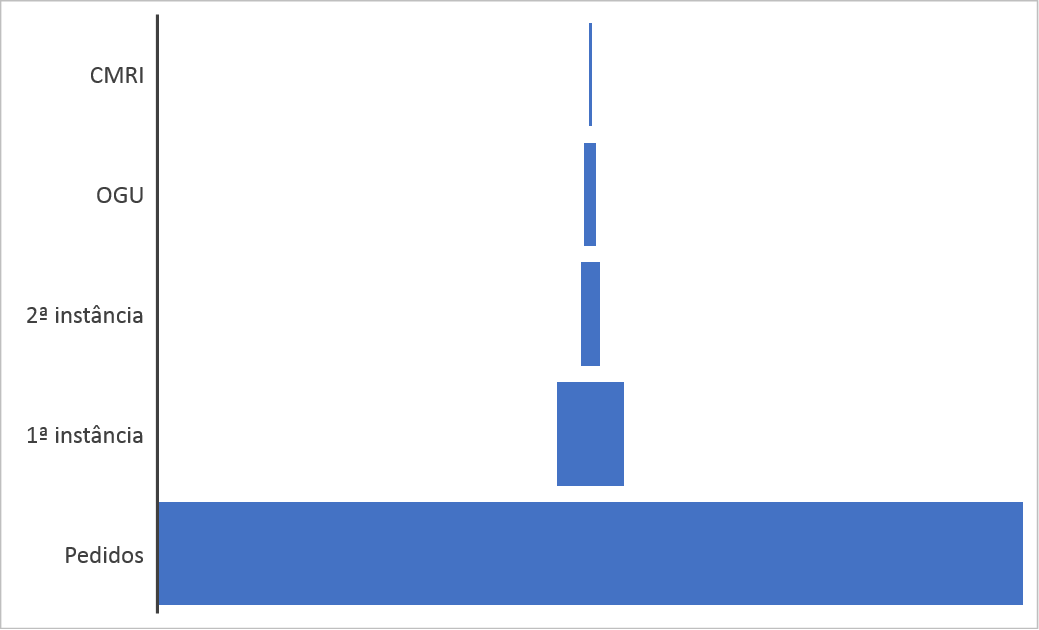 CMRI
OGU
2ª instância
1ª instância
Pedidos